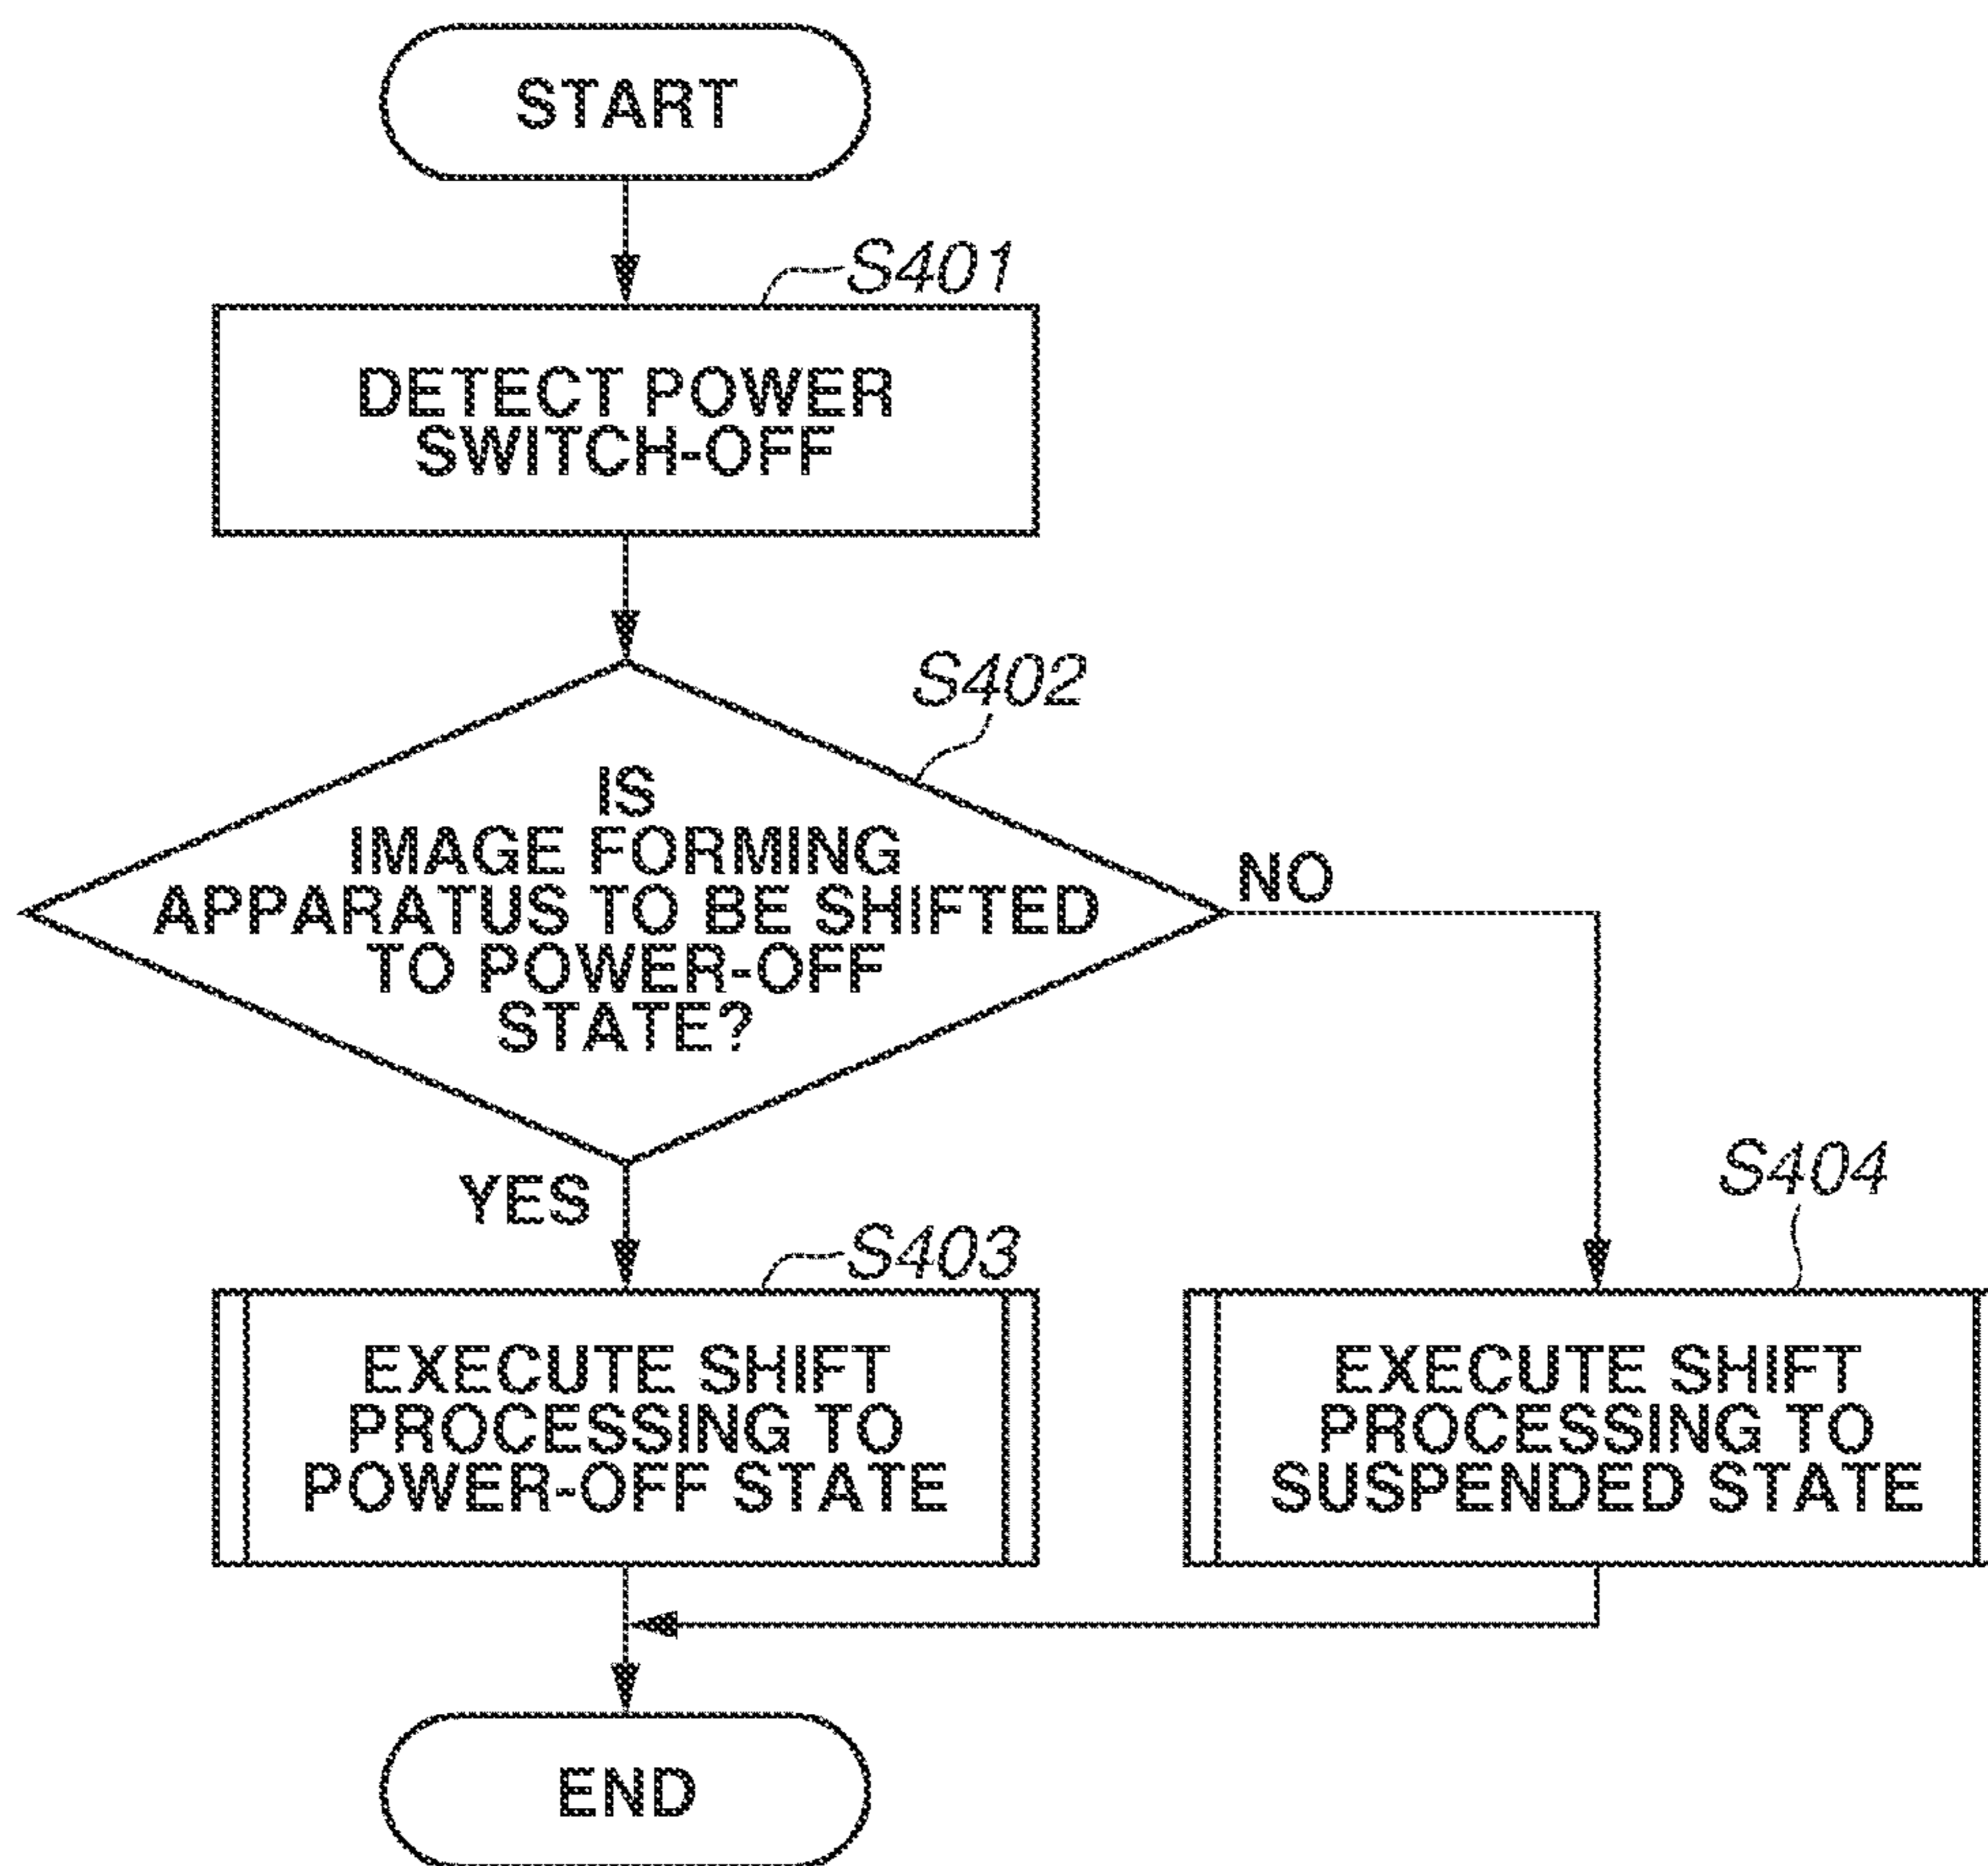 START
S401
DETECT POWER
SWITCH-OFF
S402
IS
IMAGE FORMING
APPARATUS TO BE SHIFTED
TO POWER-OFF
STATE?
NO
YES
S403
EXECUTE SHIFT
PROCESSING TO
POWER-OFF STATE
S404
EXECUTE SHIFT
PROCESSING TO
SUSPENDED STATE
END